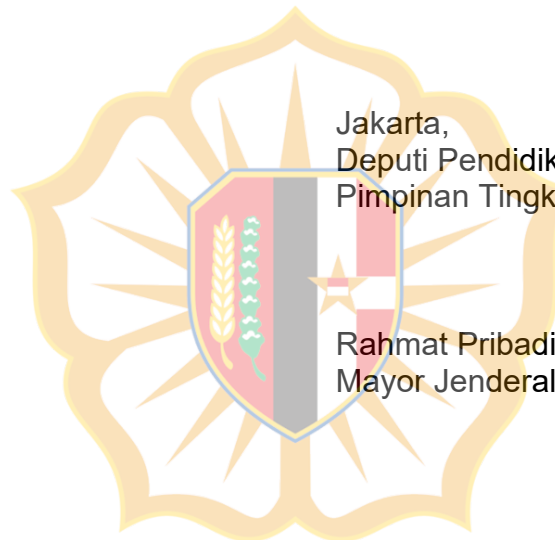 Jakarta,
Deputi Pendidik
Pimpinan Tingk
Rahmat Pribadi
Mayor Jenderal